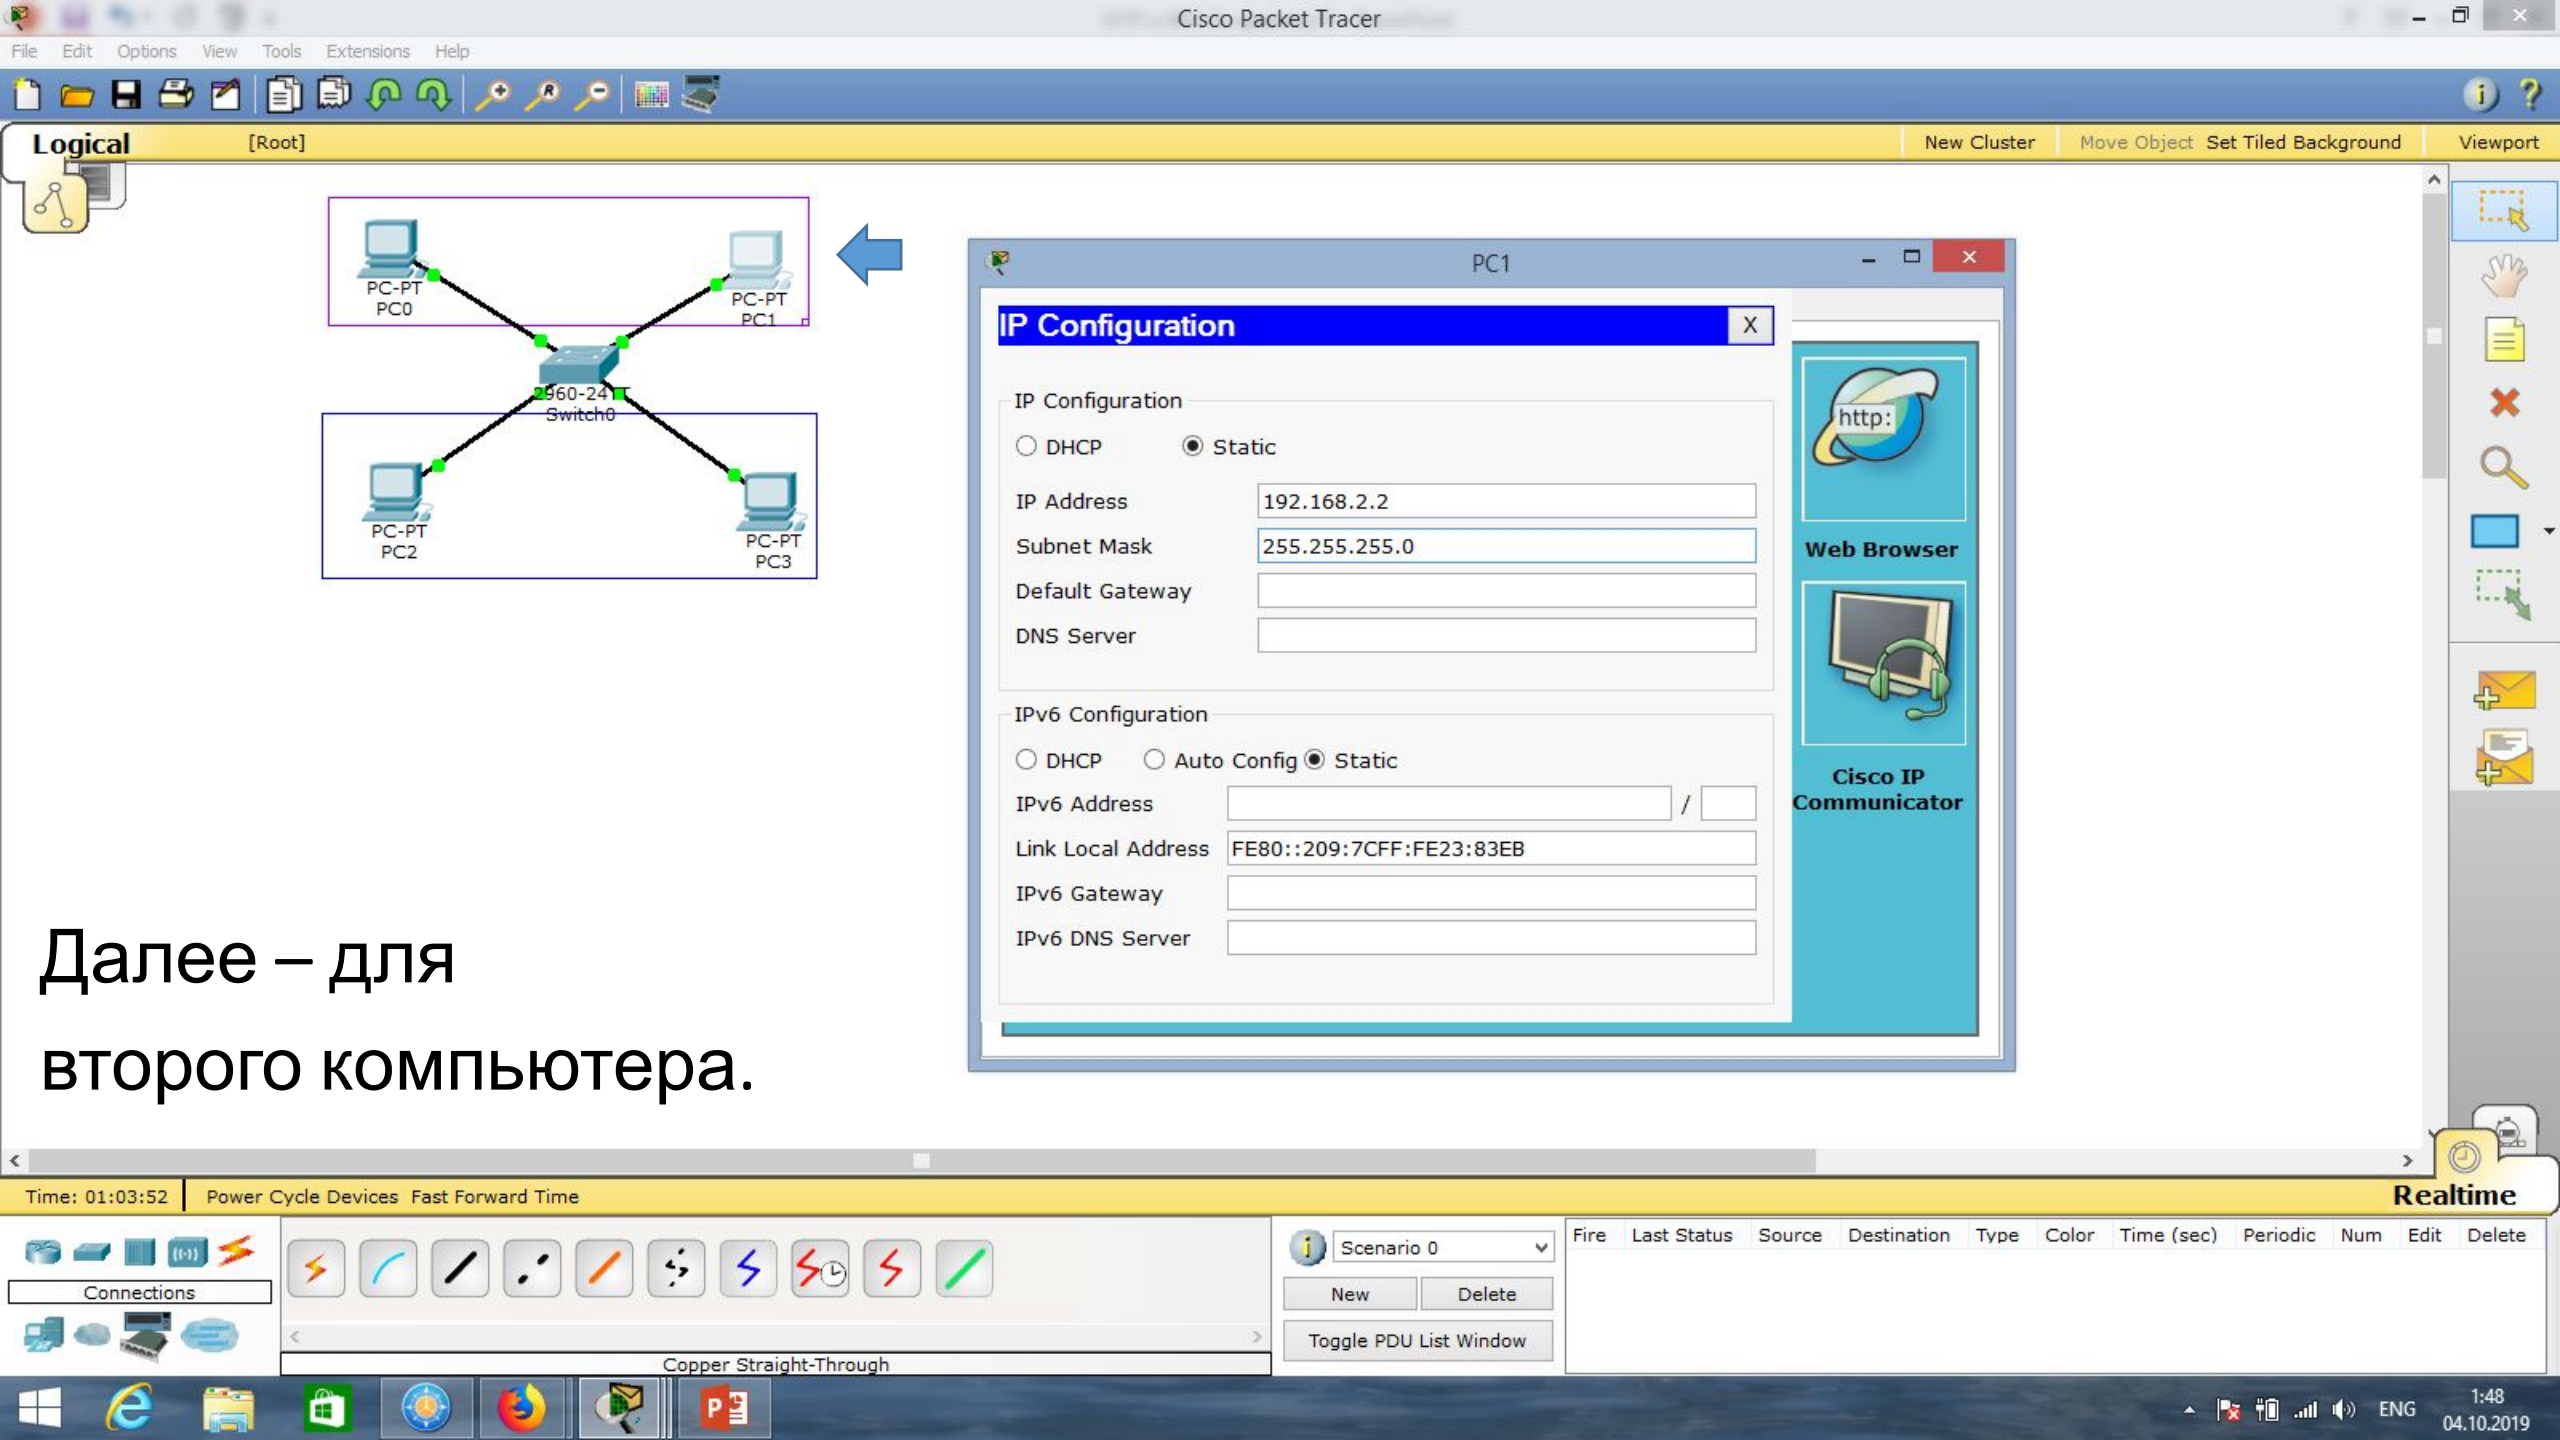 Cisco Packet Tracer
File Edit Options View Tools Extensions Help
Logical [Root] New Cluster Move Object Set Tiled Background Viewport
PC-PT
PC0
PC-PT
PC1
2960-24TT
Switch0
PC-PT
PC2
PC-PT
PC3
PC1
IP Configuration X
IP Configuration
DHCP Static
IP Address 192.168.2.2
Subnet Mask 255.255.255.0
Default Gateway
DNS Server
IPv6 Configuration
DHCP Auto Config Static
IPv6 Address /
Link Local Address FE80::209:7CFF:FE23:83EB
IPv6 Gateway
IPv6 DNS Server
http:
Web Browser
Cisco IP
Communicator
Далее – для
второго компьютера.
Time: 01:03:52 Power Cycle Devices Fast Forward Time Realtime
Connections
Copper Straight-Through
Scenario 0
New Delete
Toggle PDU List Window
Fire Last Status Source Destination Type Color Time (sec) Periodic Num Edit Delete
ENG 1:48
04.10.2019